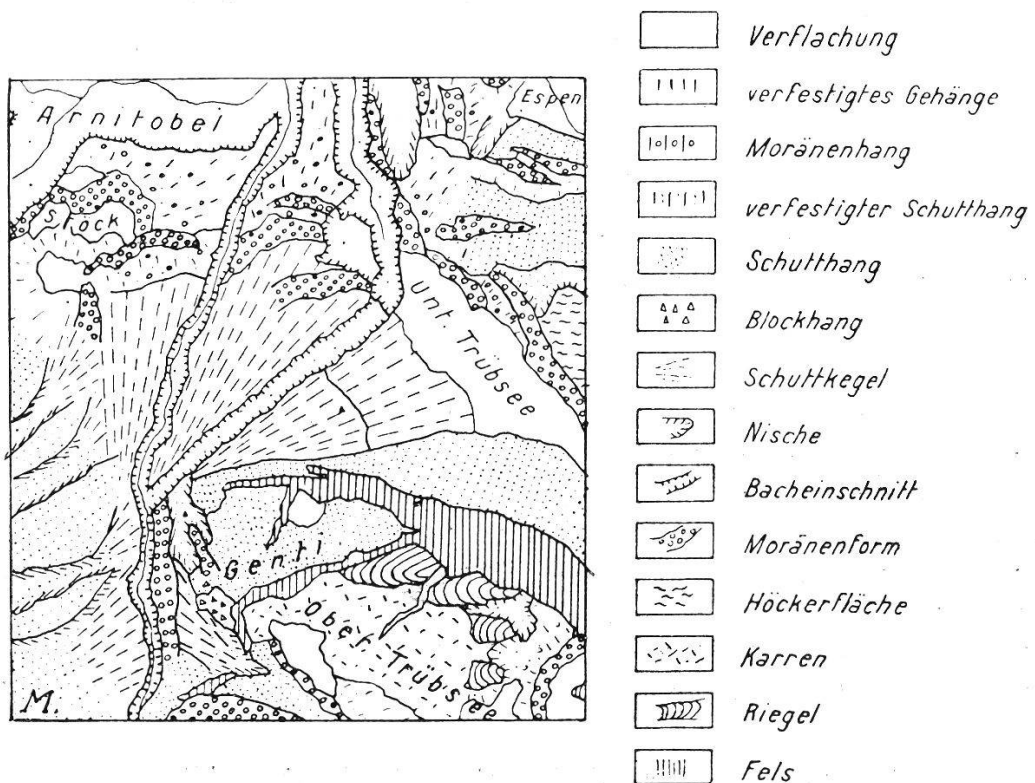 Arnitobel
Espen
Stock
Unt. Trübsee
Genti
Ober Trübsee
M.
Verflachung
verfestigtes Gehänge
Moränenhang
verfestigter Schutthang
Schutthang
Blockhang
Schuttkegel
Nische
Bacheinschnitt
Moränenform
Höckerfläche
Karren
Riegel
Fels